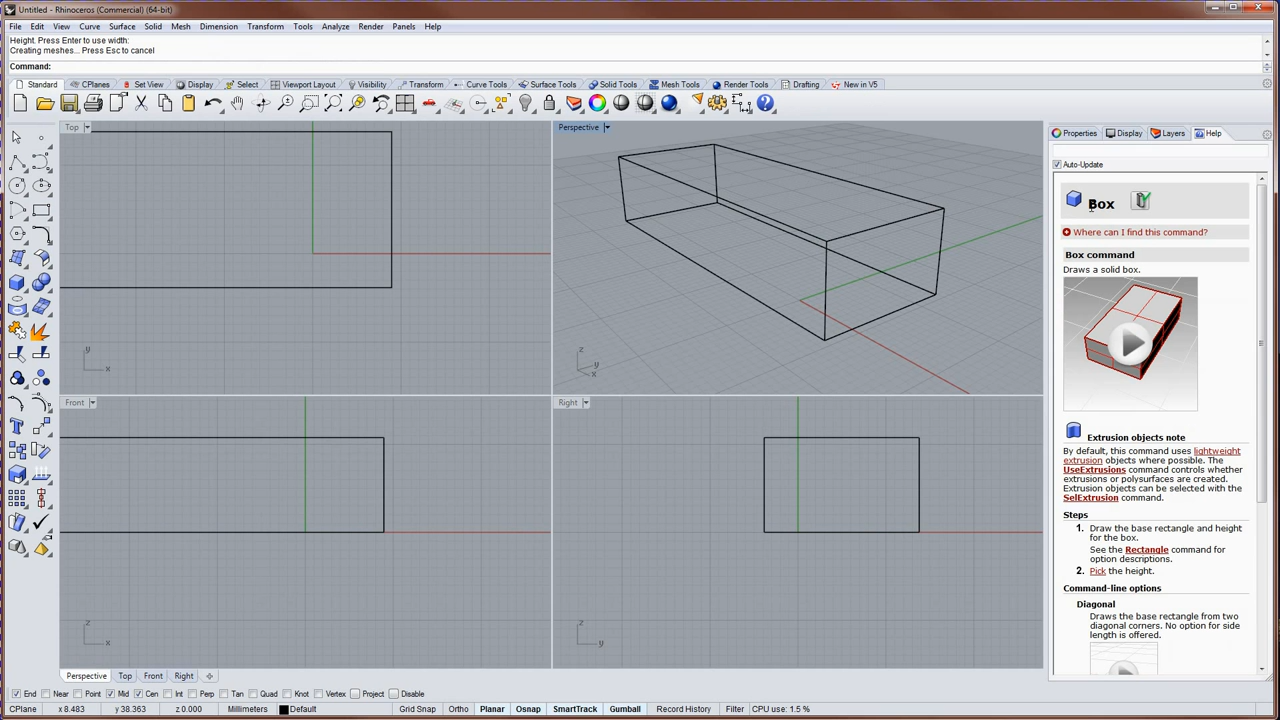 Untitled - Rhinoceros (Commercial) (64-bit)
File Edit View Curve Surface Solid Mesh Dimension Transform Tools Analyze Render Panels Help
Height. Press Enter to use width:
Creating meshes... Press Esc to cancel
Command:
Standard CPlanes Set View Display Select Viewport Layout Visibility Transform Curve Tools Surface Tools Solid Tools Mesh Tools Render Tools Drafting New in V5
Top
y
x
Perspective
z
y
x
Front
z
x
Right
z
y
Properties Display Layers Help
Auto-Update
Box
Where can I find this command?
Box command
Draws a solid box.
Extrusion objects note
By default, this command uses lightweight
extrusion objects where possible. The
UseExtrusions command controls whether
extrusions or polysurfaces are created.
Extrusion objects can be selected with the
SelExtrusion command.
Steps
1. Draw the base rectangle and height
for the box.
See the Rectangle command for
option descriptions.
2. Pick the height.
Command-line options
Diagonal
Draws the base rectangle from two
diagonal corners. No option for side
length is offered.
Perspective Top Front Right
End Near Point Mid Cen Int Perp Tan Quad Knot Vertex Project Disable
CPlane x 8.483 y 38.363 z 0.000 Millimeters Default Grid Snap Ortho Planar Osnap SmartTrack Gumball Record History Filter CPU use: 1.5 %